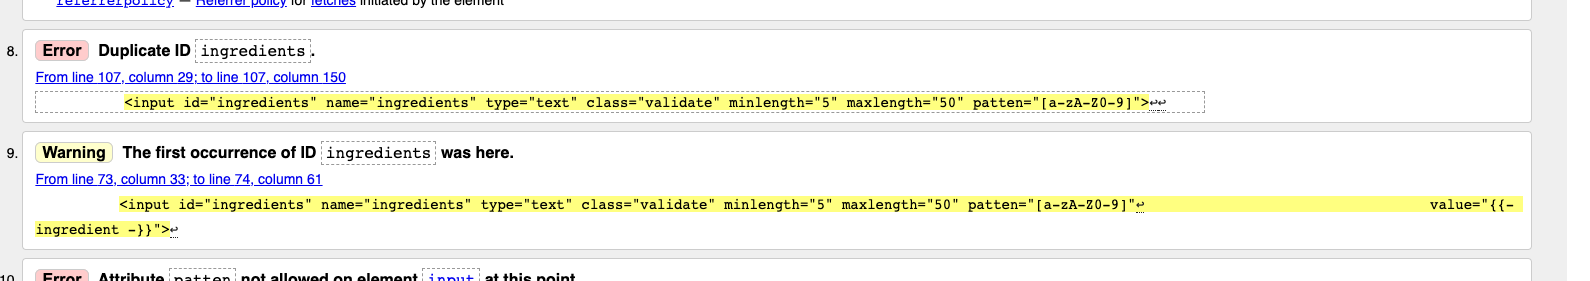 referrerpolicy — Referrer policy for fetches initiated by the element
8. Error Duplicate ID ingredients.
From line 107, column 29; to line 107, column 150
<input id="ingredients" name="ingredients" type="text" class="validate" minlength="5" maxlength="50" patten="[a-zA-Z0-9]">↩↩
9. Warning The first occurrence of ID ingredients was here.
From line 73, column 33; to line 74, column 61
<input id="ingredients" name="ingredients" type="text" class="validate" minlength="5" maxlength="50" patten="[a-zA-Z0-9]"↩ value="{{-
ingredient -}}">↩
10. Error Attribute patten not allowed on element input at this point.